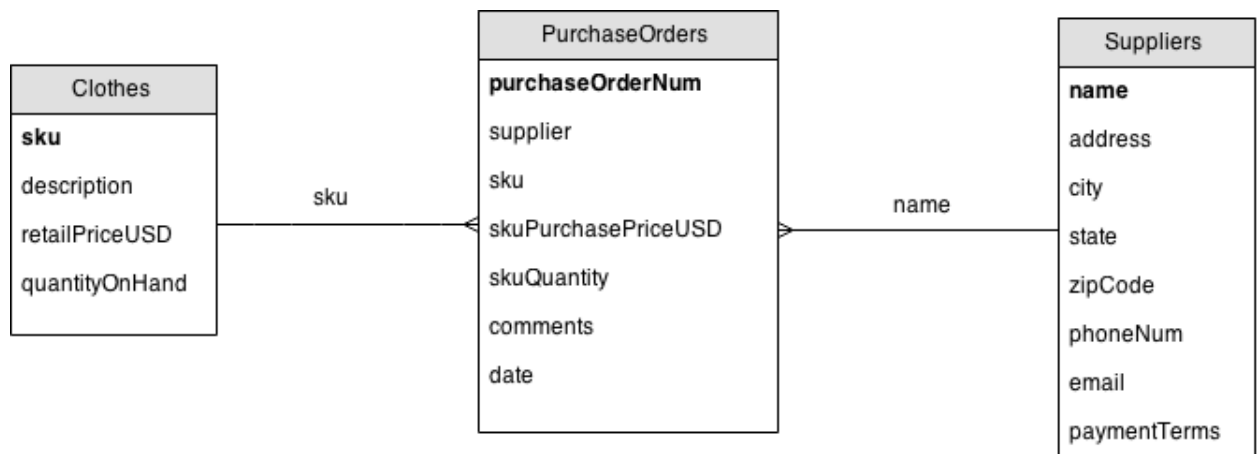 Clothes
sku
description
retailPriceUSD
quantityOnHand
sku
PurchaseOrders
purchaseOrderNum
supplier
sku
skuPurchasePriceUSD
skuQuantity
comments
date
name
Suppliers
name
address
city
state
zipCode
phoneNum
email
paymentTerms